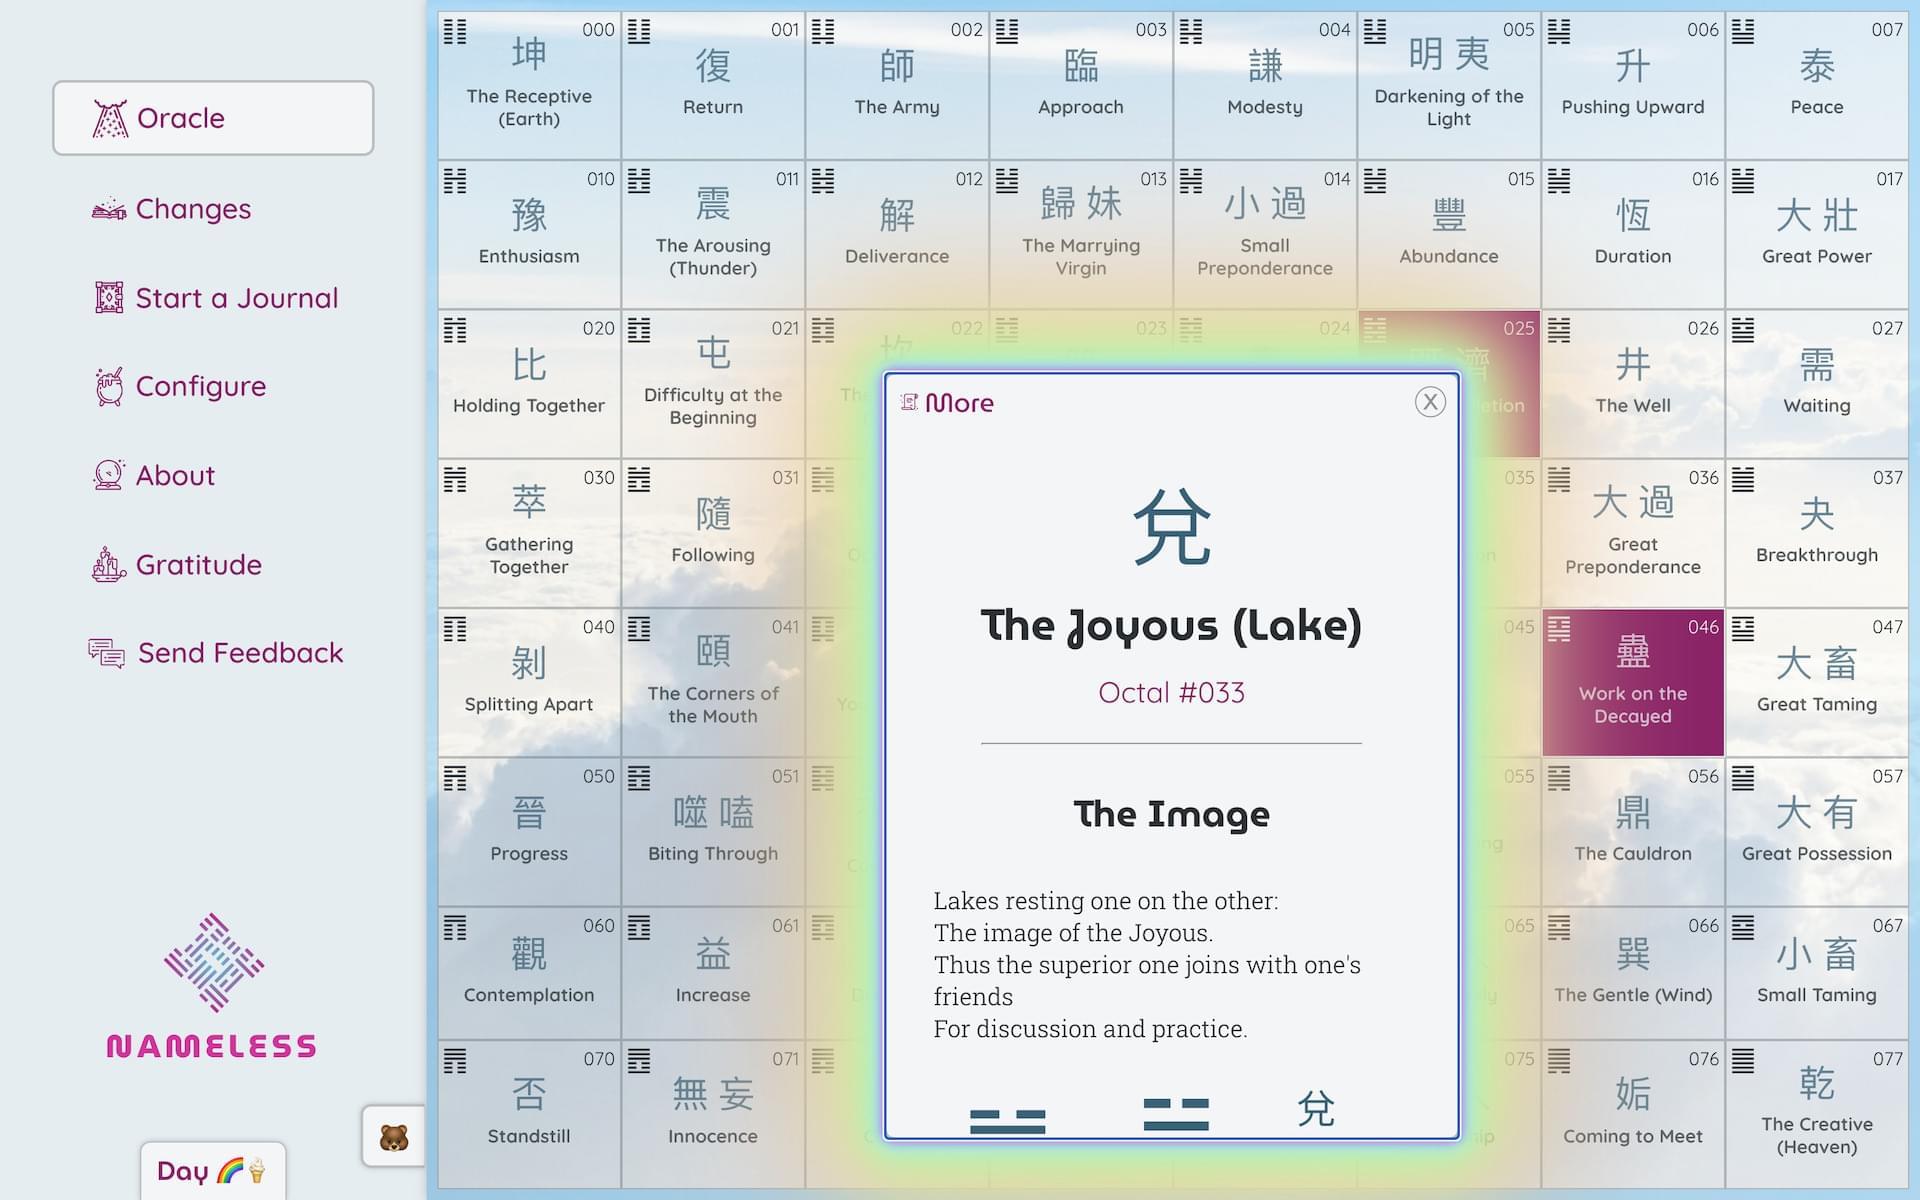 Oracle
Changes
Start a Journal
Configure
About
Gratitude
Send Feedback
NAMELESS
Day
000
坤
The Receptive
(Earth)
001
復
Return
002
師
The Army
003
臨
Approach
004
謙
Modesty
005
明夷
Darkening of the
Light
006
升
Pushing Upward
007
泰
Peace
010
豫
Enthusiasm
011
震
The Arousing
(Thunder)
012
解
Deliverance
013
歸妹
The Marrying
Virgin
014
小過
Small
Preponderance
015
豐
Abundance
016
恆
Duration
017
大壯
Great Power
020
比
Holding Together
021
屯
Difficulty at the
Beginning
022
坎
023
024
025
濟
026
井
The Well
027
需
Waiting
030
萃
Gathering
Together
031
隨
Following
035
036
大過
Great
Preponderance
037
夬
Breakthrough
040
剝
Splitting Apart
041
頤
The Corners of
the Mouth
045
046
蠱
Work on the
Decayed
047
大畜
Great Taming
050
晉
Progress
051
噬嗑
Biting Through
055
056
鼎
The Cauldron
057
大有
Great Possession
060
觀
Contemplation
061
益
Increase
065
066
巽
The Gentle (Wind)
067
小畜
Small Taming
070
否
Standstill
071
無妄
Innocence
075
076
姤
Coming to Meet
077
乾
The Creative
(Heaven)
More
X
兌
The Joyous (Lake)
Octal #033
The Image
Lakes resting one on the other:
The image of the Joyous.
Thus the superior one joins with one's
friends
For discussion and practice.
兌